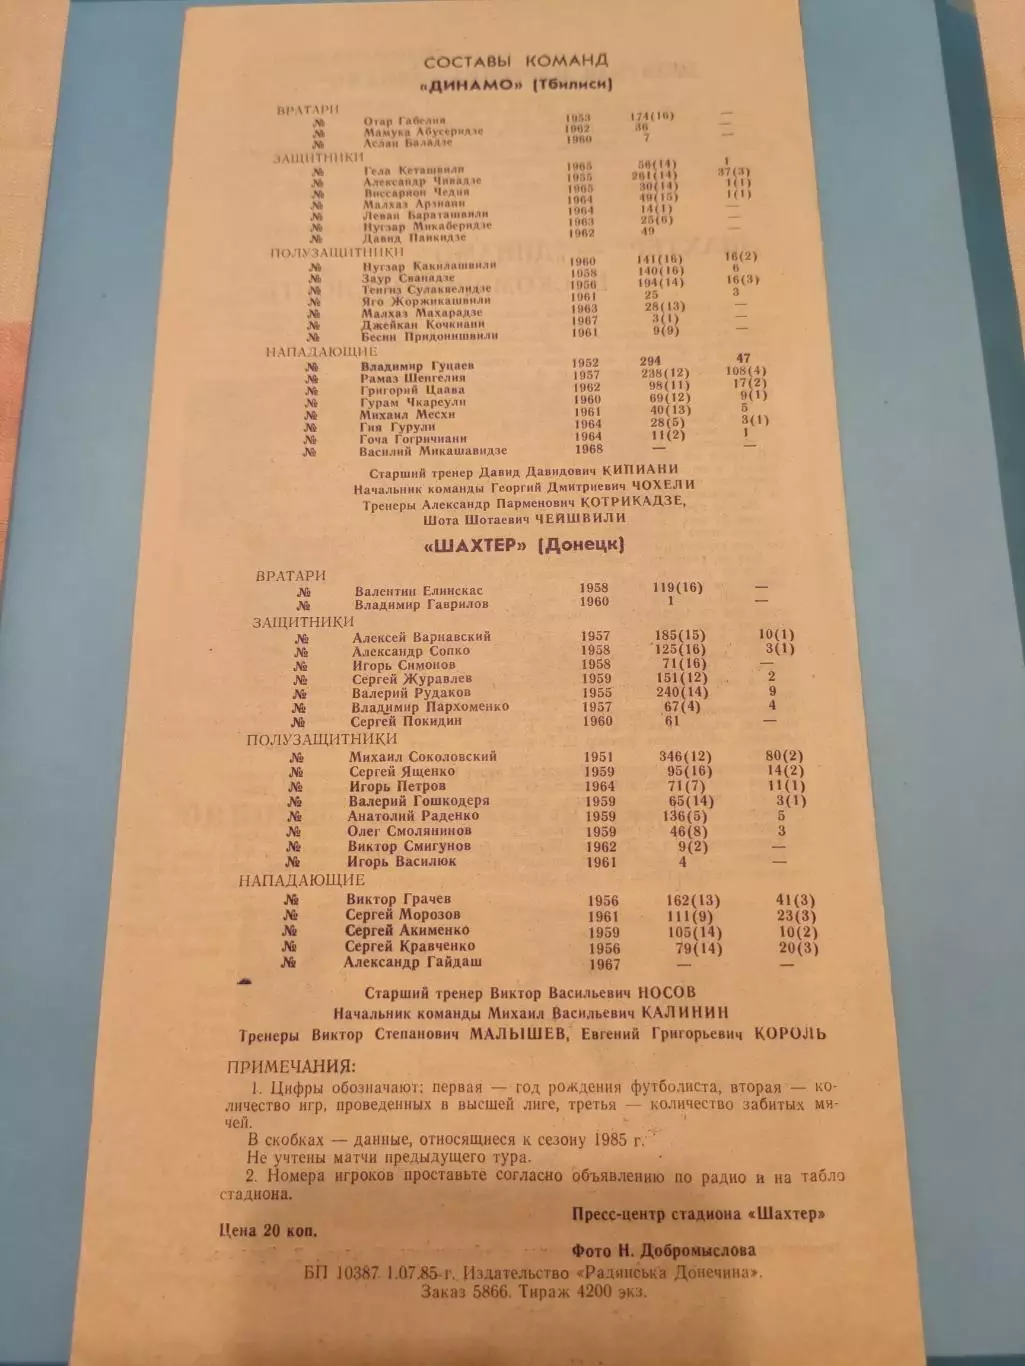 СОСТАВЫ КОМАНД
«ДИНАМО» (Тбилиси)
ВРАТАРИ
№ Отар Габелия 1953 174(16) —
№ Мамука Абусеридзе 1962 36 —
№ Аслан Баладзе 1960 7 —
ЗАЩИТНИКИ
№ Гела Кеташвили 1965 56(14) 1
№ Александр Чивадзе 1955 261(14) 37(3)
№ Виссарион Чедия 1965 30(14) 1(1)
№ Малхаз Арзиани 1964 49(15) 1(1)
№ Леван Бараташвили 1964 14(1) —
№ Нугзар Микаберидзе 1963 25(6) —
№ Давид Паикидзе 1962 49
ПОЛУЗАЩИТНИКИ
№ Нугзар Какилашвили 1960 141(16) 16(2)
№ Заур Сванадзе 1958 140(16) 6
№ Тенгиз Сулаквелидзе 1956 194(14) 16(3)
№ Яго Жоржикашвили 1961 25 3
№ Малхаз Махарадзе 1963 28(13) —
№ Джейкан Кочкиани 1967 3(1) —
№ Бесик Придонишвили 1961 9(9) —
НАПАДАЮЩИЕ
№ Владимир Гуцаев 1952 294 47
№ Рамаз Шенгелия 1957 238(12) 108(4)
№ Григорий Цаава 1962 98(11) 17(2)
№ Гурам Чкареули 1960 69(12) 9(1)
№ Михаил Месхи 1961 40(13) 5
№ Гия Гурули 1964 28(5) 3(1)
№ Гоча Гогричиани 1964 11(2) 1
№ Василий Микашавидзе 1968 — —
Старший тренер Давид Давидович КИПИАНИ
Начальник команды Георгий Дмитриевич ЧОХЕЛИ
Тренеры Александр Парменович КОТРИКАДЗЕ,
Шота Шотаевич ЧЕЙШВИЛИ
«ШАХТЕР» (Донецк)
ВРАТАРИ
№ Валентин Елинскас 1958 119(16) —
№ Владимир Гаврилов 1960 1 —
ЗАЩИТНИКИ
№ Алексей Варнавский 1957 185(15) 10(1)
№ Александр Сопко 1958 125(16) 3(1)
№ Игорь Симонов 1958 71(16) —
№ Сергей Журавлев 1959 151(12) 2
№ Валерий Рудаков 1955 240(14) 9
№ Владимир Пархоменко 1957 67(4) 4
№ Сергей Покидин 1960 61 —
ПОЛУЗАЩИТНИКИ
№ Михаил Соколовский 1951 346(12) 80(2)
№ Сергей Ященко 1959 95(16) 14(2)
№ Игорь Петров 1964 71(7) 11(1)
№ Валерий Гошкодеря 1959 65(14) 3(1)
№ Анатолий Раденко 1959 136(5) 5
№ Олег Смолянинов 1959 46(8) 3
№ Виктор Смигунов 1962 9(2) —
№ Игорь Василюк 1961 4 —
НАПАДАЮЩИЕ
№ Виктор Грачев 1956 162(13) 41(3)
№ Сергей Морозов 1961 111(9) 23(3)
№ Сергей Акименко 1959 105(14) 10(2)
№ Сергей Кравченко 1956 79(14) 20(3)
№ Александр Гайдаш 1967 — —
Старший тренер Виктор Васильевич НОСОВ
Начальник команды Михаил Васильевич КАЛИНИН
Тренеры Виктор Степанович МАЛЫШЕВ, Евгений Григорьевич КОРОЛЬ
ПРИМЕЧАНИЯ:
1. Цифры обозначают: первая — год рождения футболиста, вторая — ко-
личество игр, проведенных в высшей лиге, третья — количество забитых мя-
чей.
В скобках — данные, относящиеся к сезону 1985 г.
Не учтены матчи предыдущего тура.
2. Номера игроков проставьте согласно объявлению по радио и на табло
стадиона.
Пресс-центр стадиона «Шахтер»
Цена 20 коп.
Фото Н. Добромыслова
БП 10387 1.07.85 г. Издательство «Радянська Донеччина».
Заказ 5866. Тираж 4200 экз.